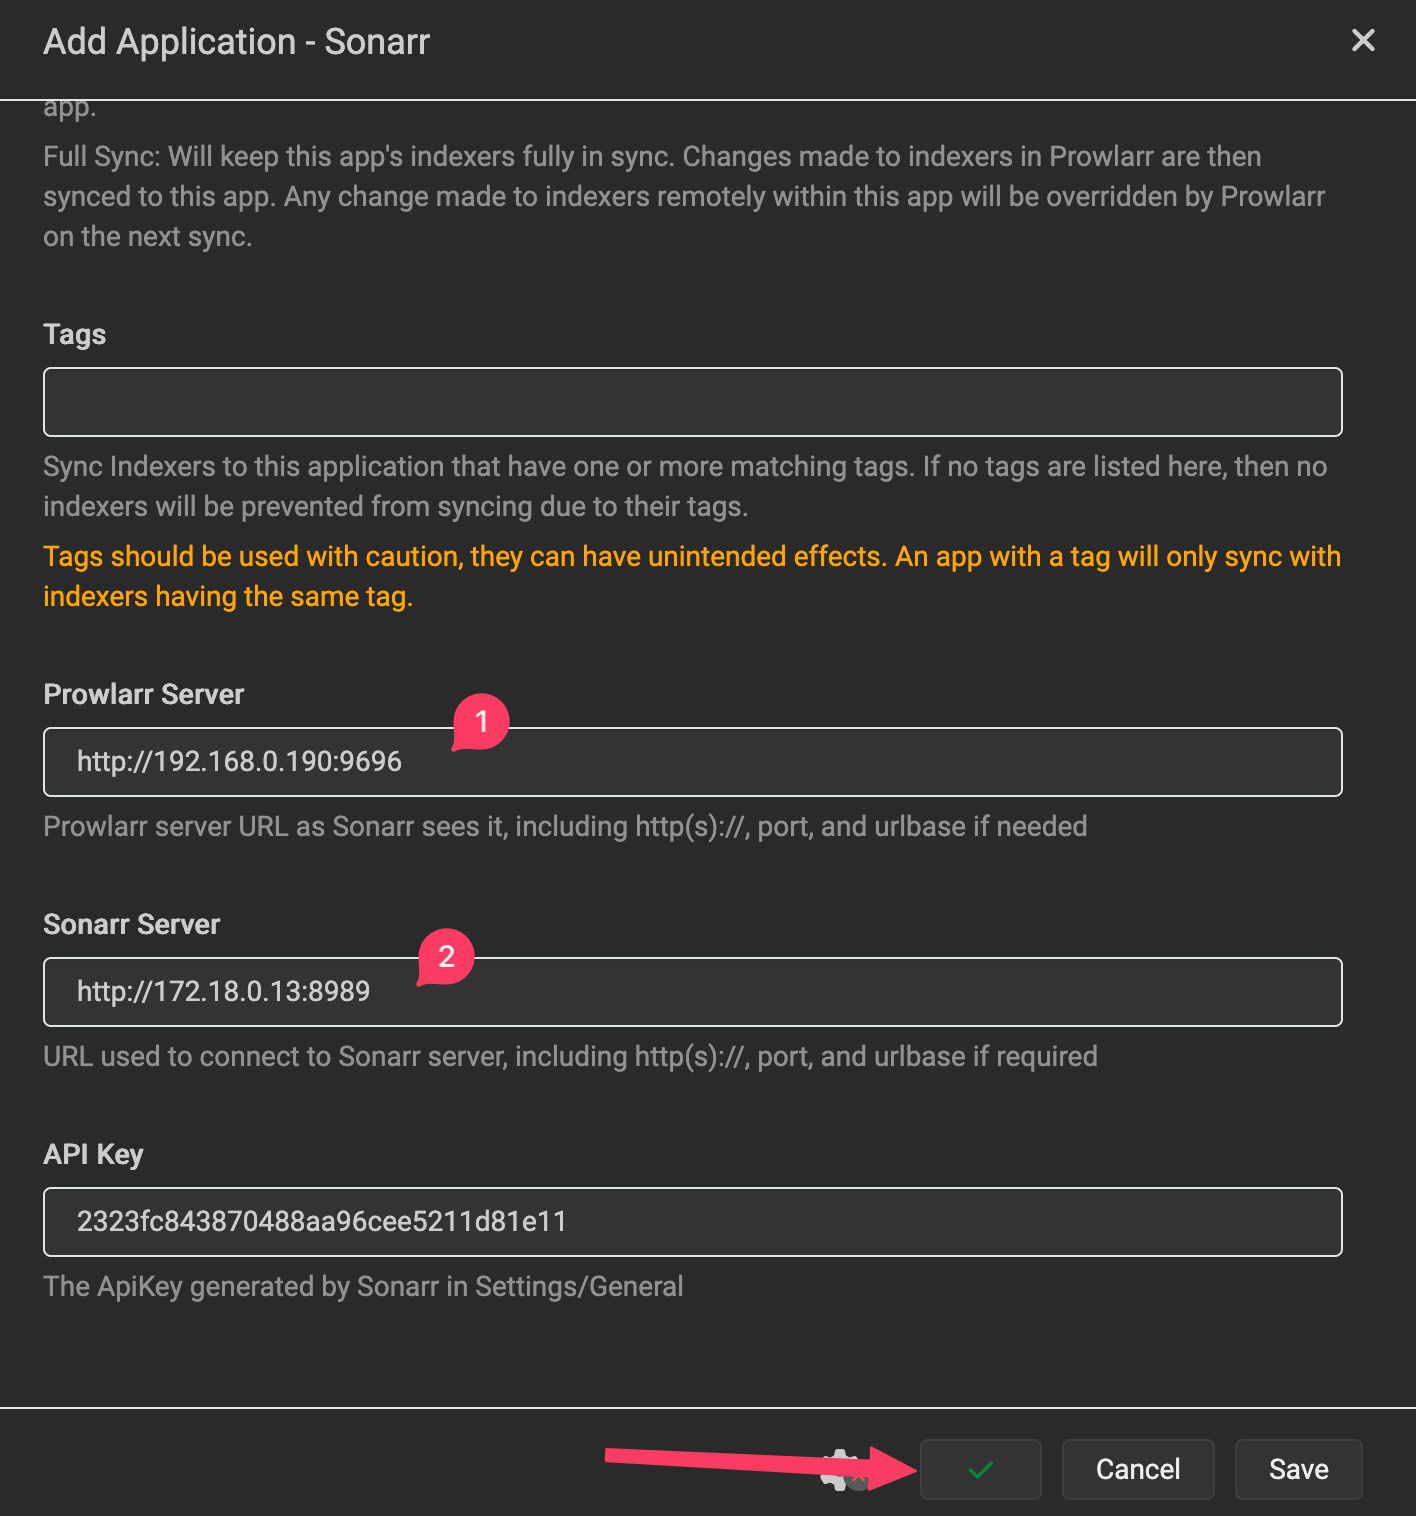 Add Application - Sonarr
app.
Full Sync: Will keep this app's indexers fully in sync. Changes made to indexers in Prowlarr are then
synced to this app. Any change made to indexers remotely within this app will be overridden by Prowlarr
on the next sync.
Tags
Sync Indexers to this application that have one or more matching tags. If no tags are listed here, then no
indexers will be prevented from syncing due to their tags.
Tags should be used with caution, they can have unintended effects. An app with a tag will only sync with
indexers having the same tag.
Prowlarr Server
1
http://192.168.0.190:9696
Prowlarr server URL as Sonarr sees it, including http(s)://, port, and urlbase if needed
Sonarr Server
2
http://172.18.0.13:8989
URL used to connect to Sonarr server, including http(s)://, port, and urlbase if required
API Key
2323fc843870488aa96cee5211d81e11
The ApiKey generated by Sonarr in Settings/General
Cancel
Save